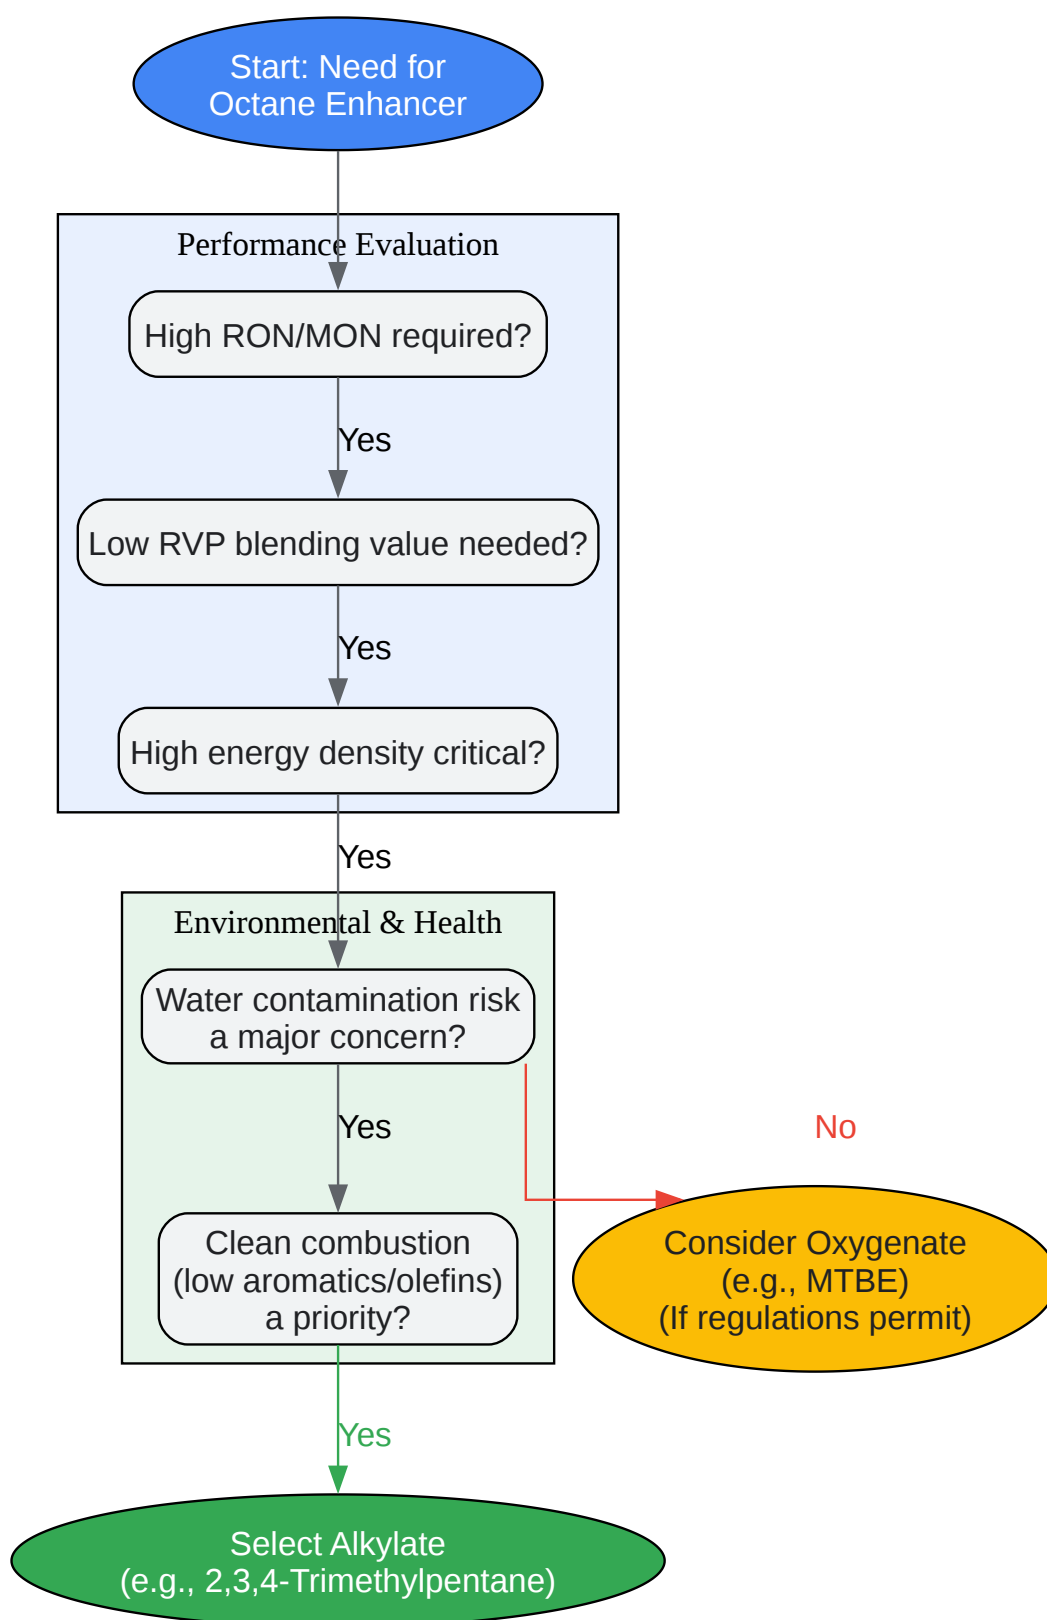 Start: Need for
Octane Enhancer
Performance Evaluation
High RON/MON required?
Yes
Low RVP blending value needed?
Yes
High energy density critical?
Yes
Environmental & Health
Water contamination risk
a major concern?
Yes
No
Clean combustion
(low aromatics/olefins)
a priority?
Consider Oxygenate
(e.g., MTBE)
(If regulations permit)
Yes
Select Alkylate
(e.g., 2,3,4-Trimethylpentane)